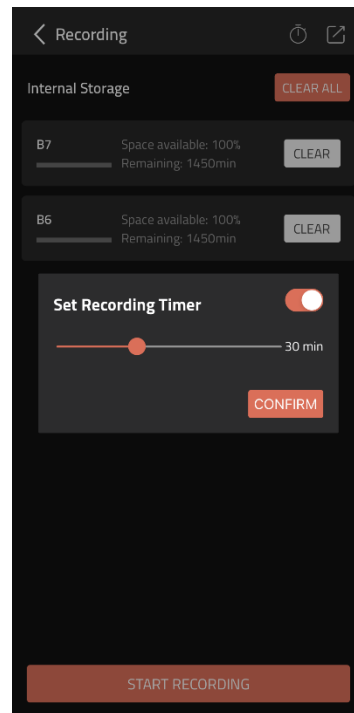 Recording
Internal Storage
CLEAR ALL
B7
Space available: 100%
Remaining: 1450min
CLEAR
B6
Space available: 100%
Remaining: 1450min
CLEAR
Set Recording Timer
30 min
CONFIRM
START RECORDING